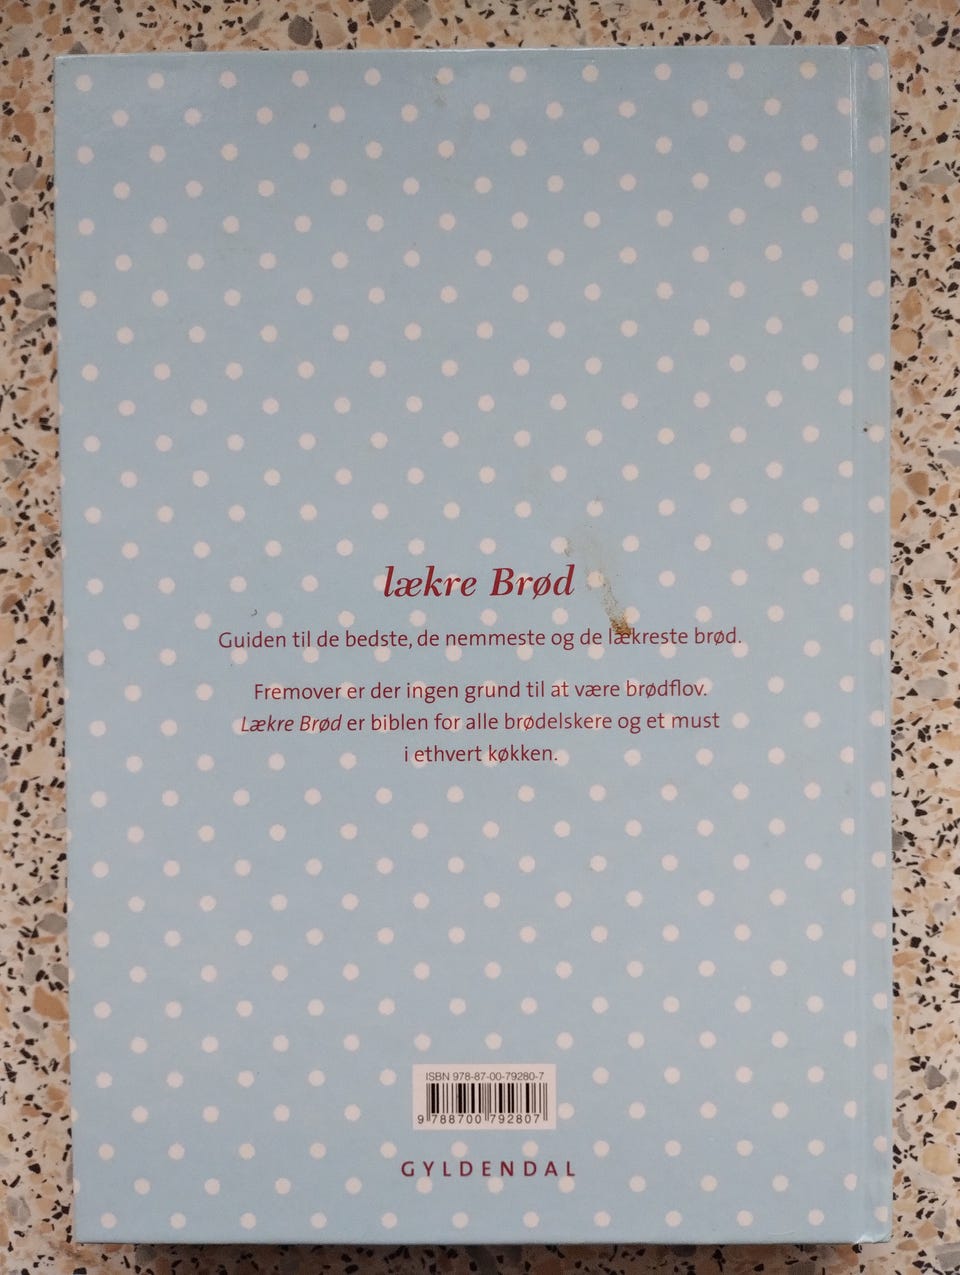 lækre Brød
Guiden til de bedste, de nemmeste og de lækreste brød.
Fremover er der ingen grund til at være brødflov.
Lækre Brød er biblen for alle brødelskere og et must
i ethvert køkken.
ISBN 978-87-00-79280-7
9 788700 792807
GYLDENDAL